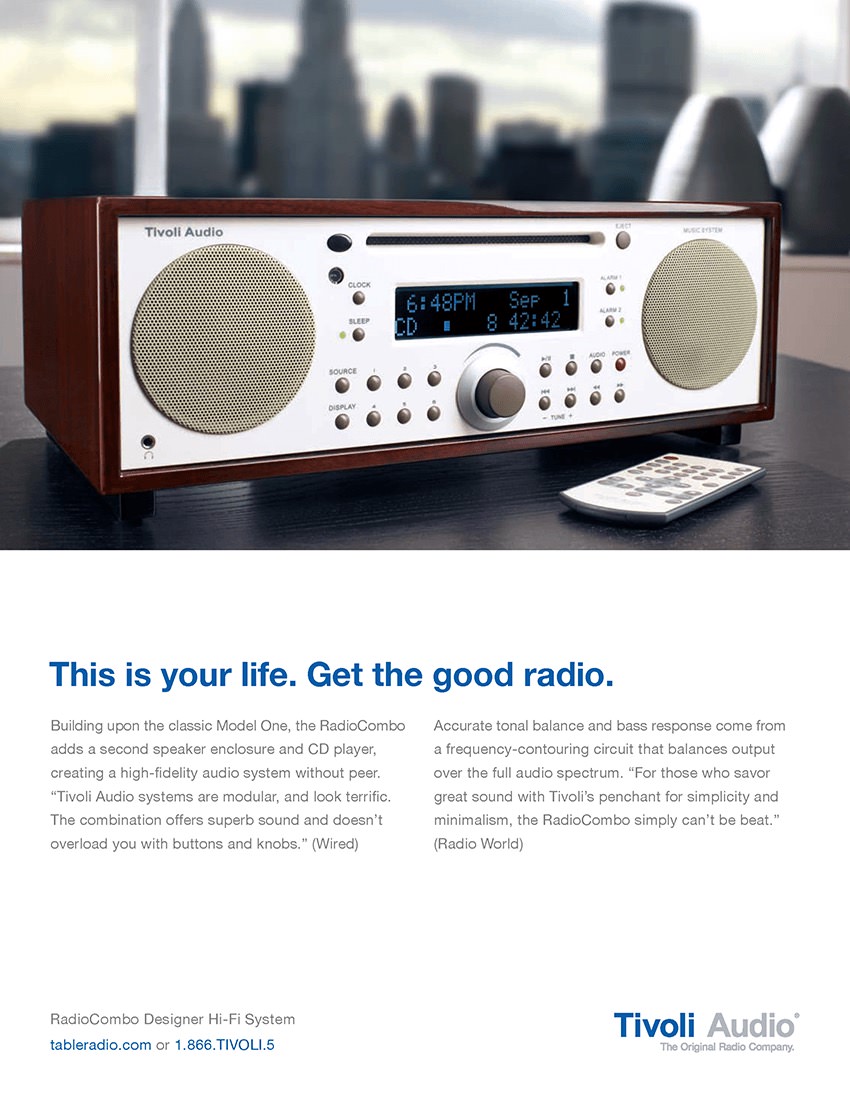 Tivoli Audio
EJECT
MUSIC SYSTEM
CLOCK
ALARM 1
6:48PM Sep 1
SLEEP
ALARM 2
CD 8 42:42
SOURCE 1 2 3
AUDIO POWER
DISPLAY 4 5 6
- TUNE +
This is your life. Get the good radio.
Building upon the classic Model One, the RadioCombo
adds a second speaker enclosure and CD player,
creating a high-fidelity audio system without peer.
“Tivoli Audio systems are modular, and look terrific.
The combination offers superb sound and doesn’t
overload you with buttons and knobs.” (Wired)
Accurate tonal balance and bass response come from
a frequency-contouring circuit that balances output
over the full audio spectrum. “For those who savor
great sound with Tivoli’s penchant for simplicity and
minimalism, the RadioCombo simply can’t be beat.”
(Radio World)
RadioCombo Designer Hi-Fi System
tableradio.com or 1.866.TIVOLI.5
Tivoli Audio®
The Original Radio Company.